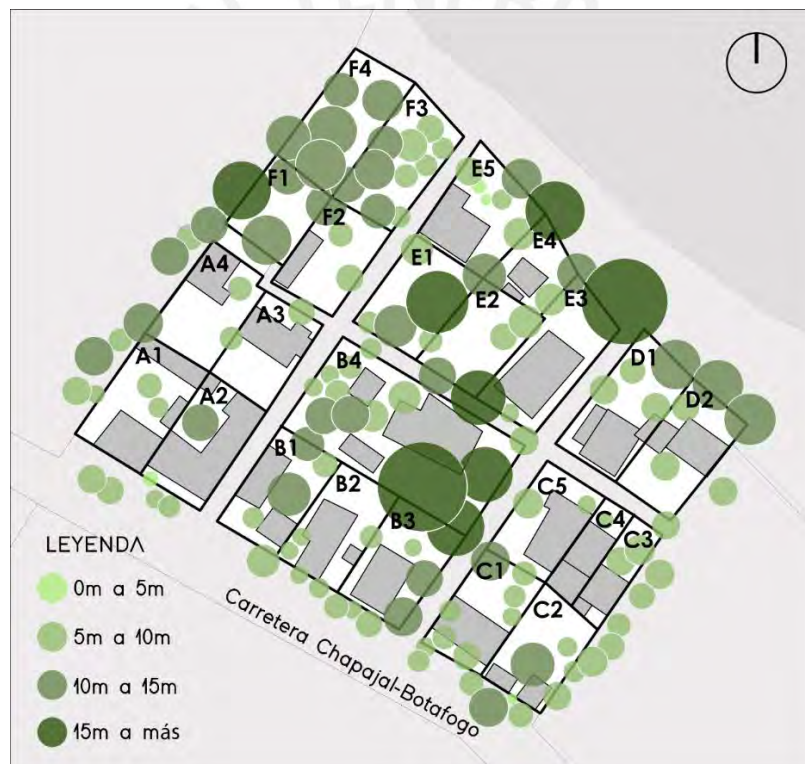 F4
F3
F1
F2
E5
E4
E1
E2
E3
A4
A3
A1
A2
B4
D1
D2
B1
B2
B3
C5
C4
C3
C1
C2
LEYENDA
0m a 5m
5m a 10m
10m a 15m
15m a más
Carretera Chapajal-Botafogo